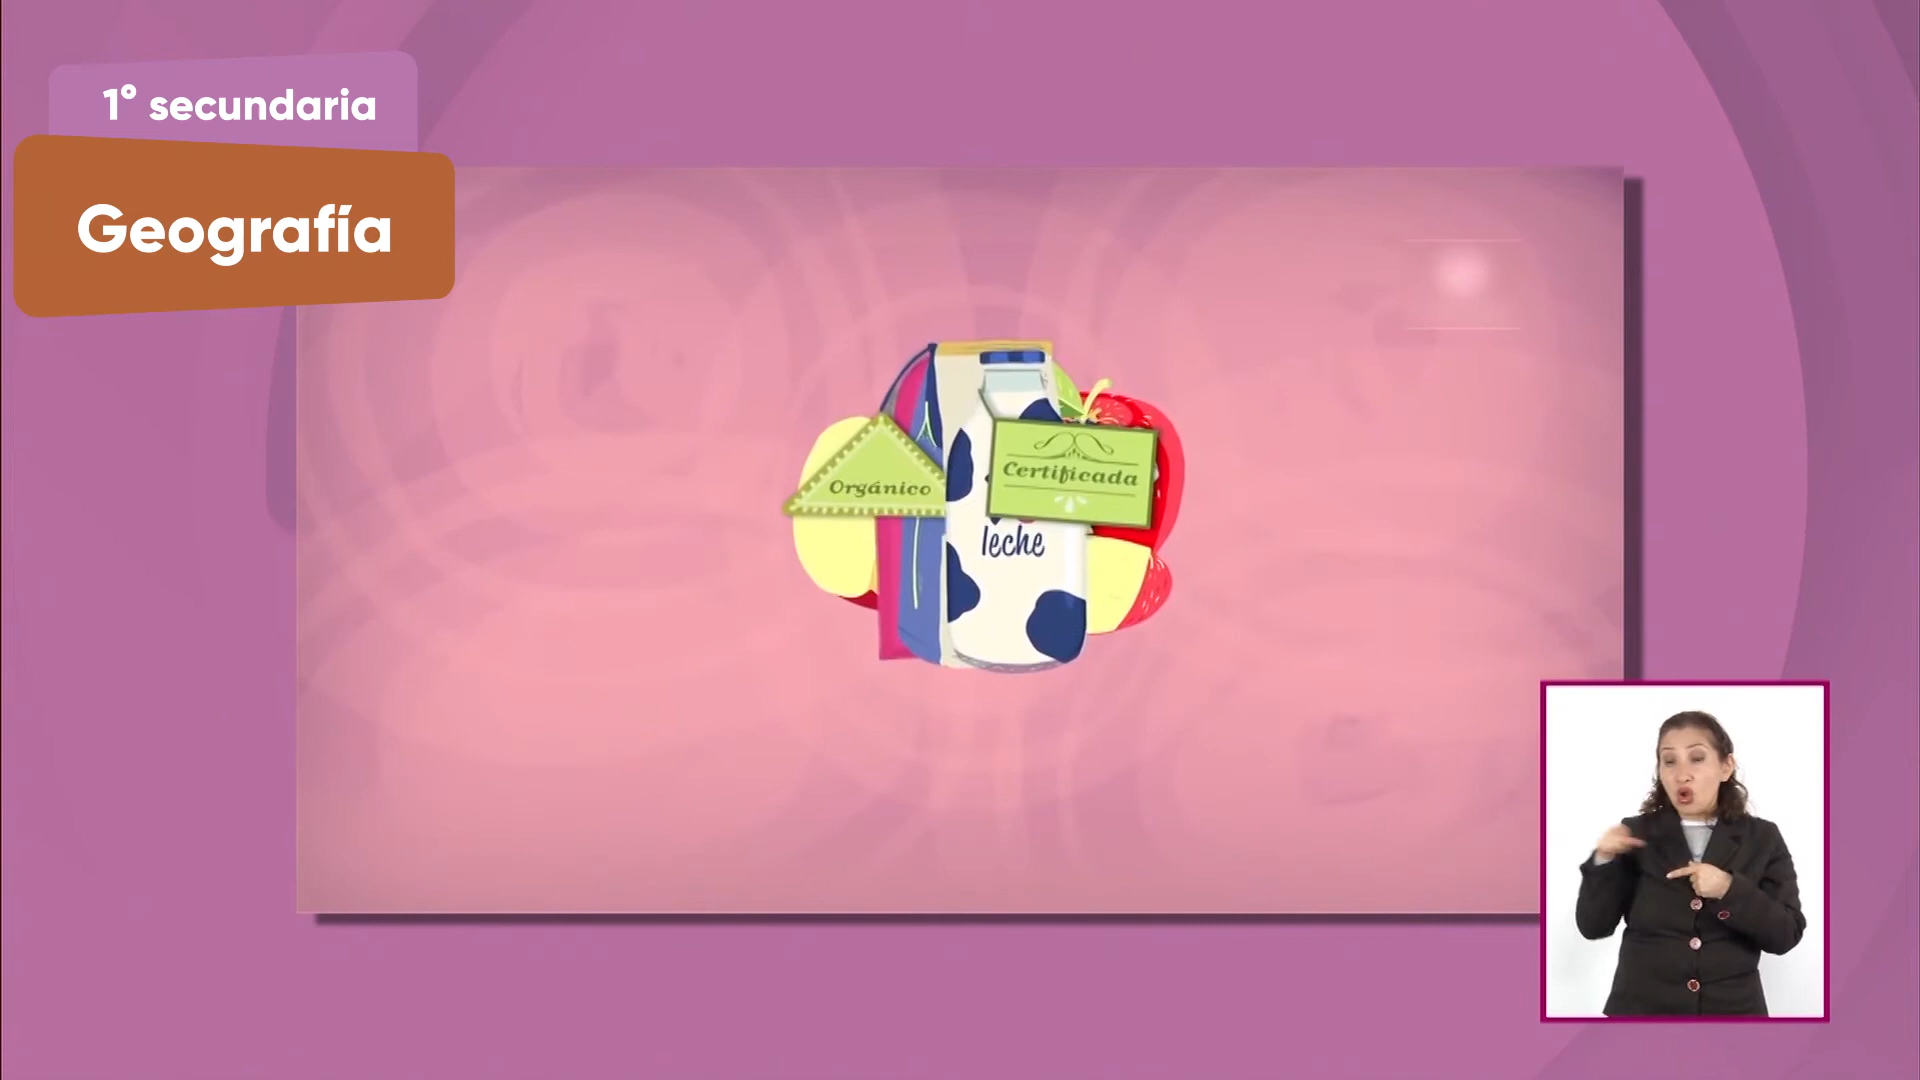 1° secundaria
Geografía
Orgánico
Certificada
leche